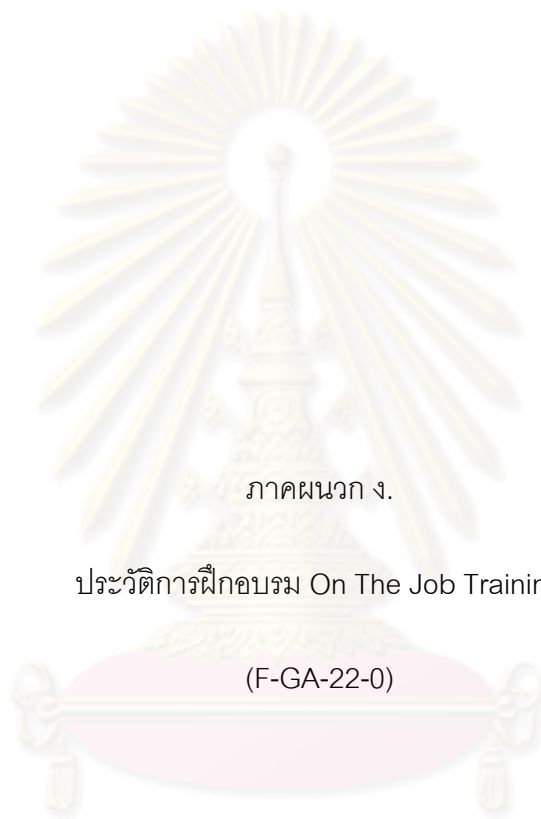 ภาคผนวก ง.
ประวัติการฝึกอบรม On The Job Trainin
(F-GA-22-0)